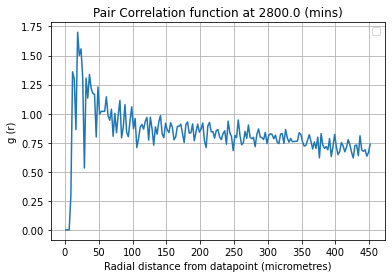 Pair Correlation function at 2800.0 (mins)
g (r)
1.75
1.50
1.25
1.00
0.75
0.50
0.25
0.00
0 50 100 150 200 250 300 350 400 450
Radial distance from datapoint (micrometres)